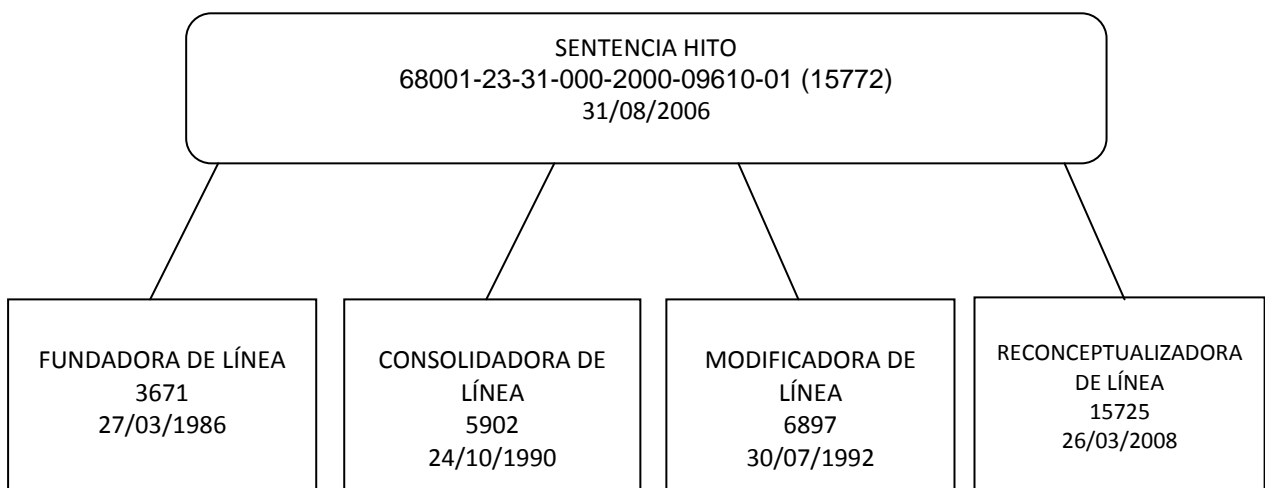 SENTENCIA HITO
68001-23-31-000-2000-09610-01 (15772)
31/08/2006
FUNDADORA DE LÍNEA
3671
27/03/1986
CONSOLIDADORA DE
LÍNEA
5902
24/10/1990
MODIFICADORA DE
LÍNEA
6897
30/07/1992
RECONCEPTUALIZADORA
DE LÍNEA
15725
26/03/2008